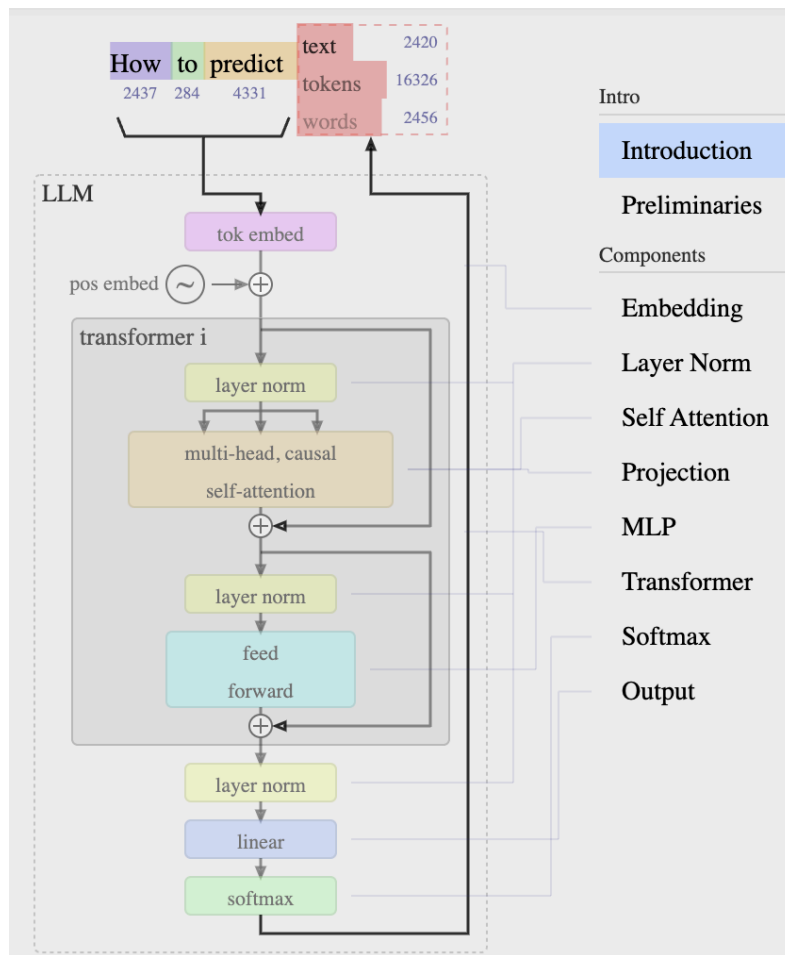 How to predict
2437 284 4331
text 2420
tokens 16326
words 2456
LLM
tok embed
pos embed ~ +
transformer i
layer norm
multi-head, causal
self-attention
+
layer norm
feed
forward
+
layer norm
linear
softmax
Intro
Introduction
Preliminaries
Components
Embedding
Layer Norm
Self Attention
Projection
MLP
Transformer
Softmax
Output